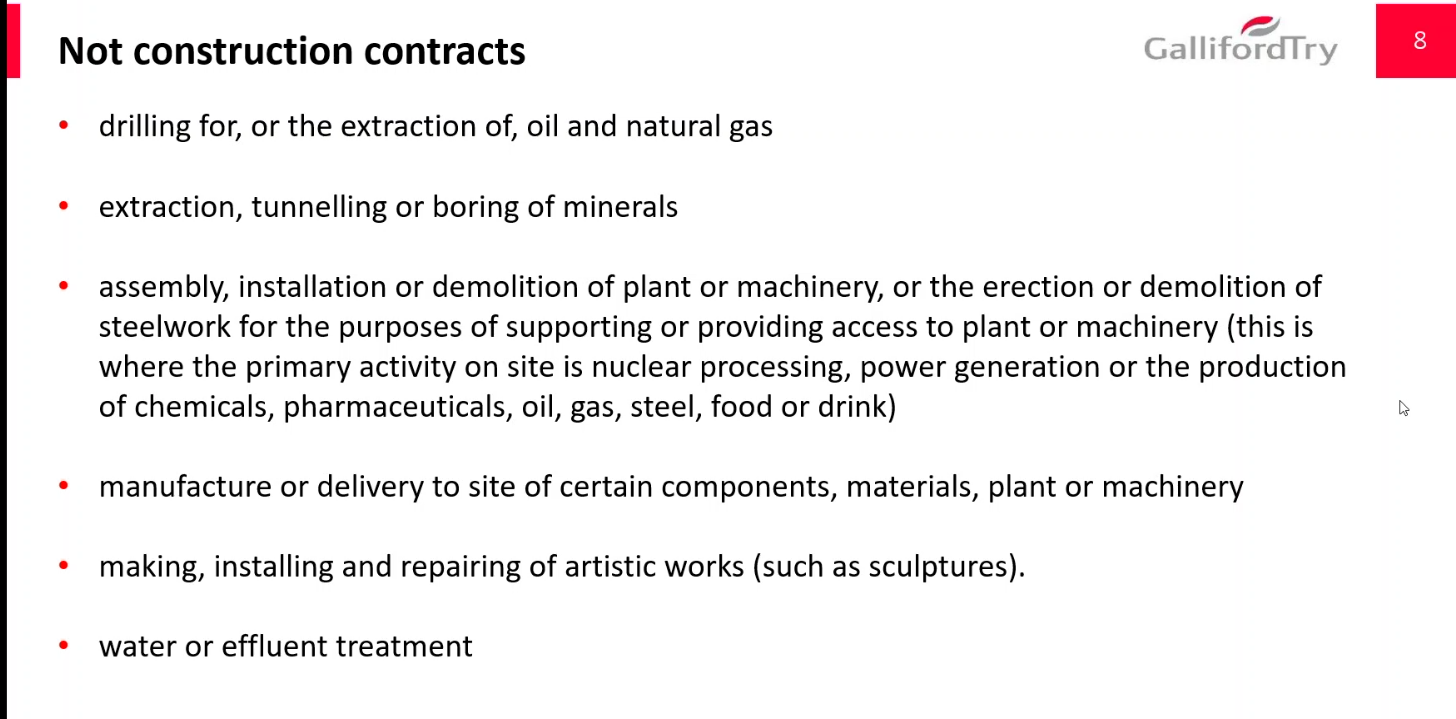 Not construction contracts
GallifordTry
8
• drilling for, or the extraction of, oil and natural gas
• extraction, tunnelling or boring of minerals
• assembly, installation or demolition of plant or machinery, or the erection or demolition of
steelwork for the purposes of supporting or providing access to plant or machinery (this is
where the primary activity on site is nuclear processing, power generation or the production
of chemicals, pharmaceuticals, oil, gas, steel, food or drink)
• manufacture or delivery to site of certain components, materials, plant or machinery
• making, installing and repairing of artistic works (such as sculptures).
• water or effluent treatment